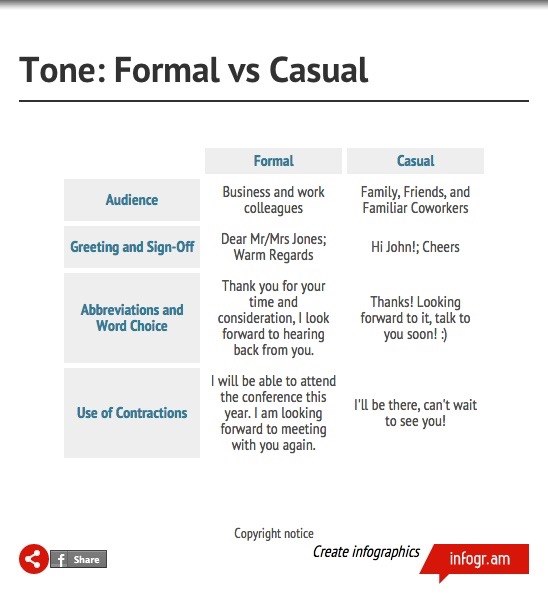 Tone: Formal vs Casual
Formal
Casual
Audience
Business and work
colleagues
Family, Friends, and
Familiar Coworkers
Greeting and Sign-Off
Dear Mr/Mrs Jones;
Warm Regards
Hi John!; Cheers
Abbreviations and
Word Choice
Thank you for your
time and
consideration, I look
forward to hearing
back from you.
Thanks! Looking
forward to it, talk to
you soon! :)
Use of Contractions
I will be able to attend
the conference this
year. I am looking
forward to meeting
with you again.
I'll be there, can't wait
to see you!
Copyright notice
Create infographics
infogr.am
f Share